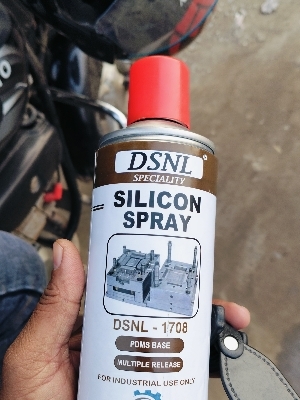 DSNL
SPECIALITY
SILICON
SPRAY
DSNL - 1708
PDMS BASE
MULTIPLE RELEASE
FOR INDUSTRIAL USE ONLY